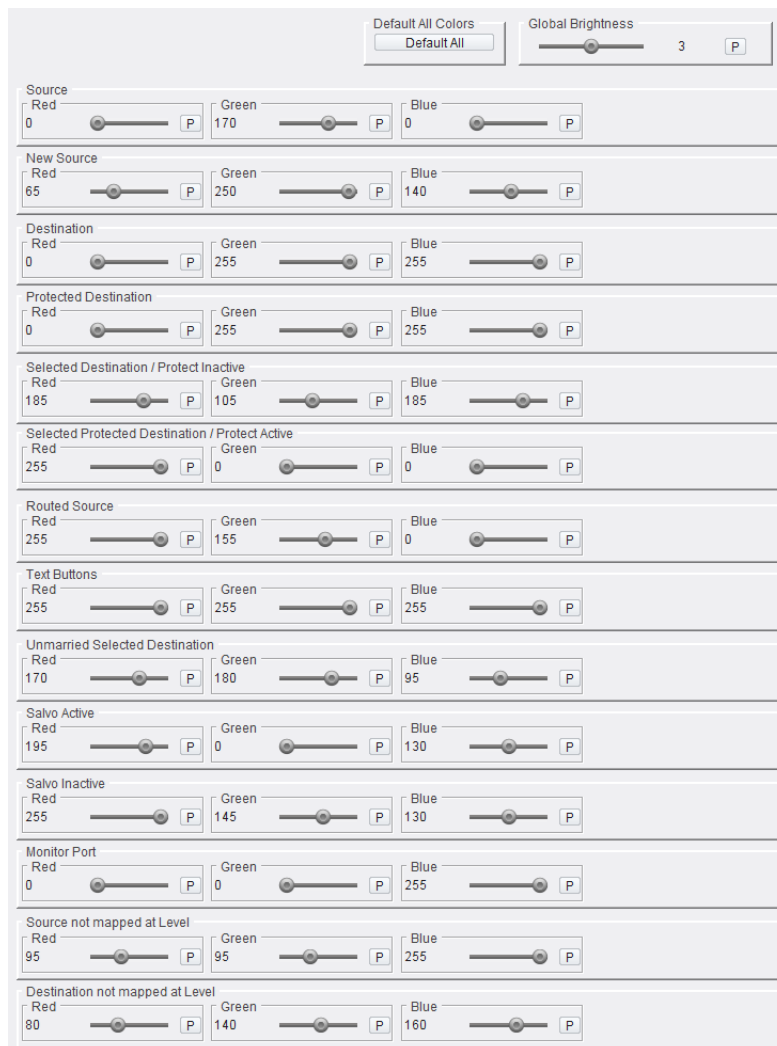 Default All Colors Global Brightness
Default All 3 P
Source
Red Green Blue
0 P 170 P 0 P
New Source
Red Green Blue
65 P 250 P 140 P
Destination
Red Green Blue
0 P 255 P 255 P
Protected Destination
Red Green Blue
0 P 255 P 255 P
Selected Destination / Protect Inactive
Red Green Blue
185 P 105 P 185 P
Selected Protected Destination / Protect Active
Red Green Blue
255 P 0 P 0 P
Routed Source
Red Green Blue
255 P 155 P 0 P
Text Buttons
Red Green Blue
255 P 255 P 255 P
Unmarried Selected Destination
Red Green Blue
170 P 180 P 95 P
Salvo Active
Red Green Blue
195 P 0 P 130 P
Salvo Inactive
Red Green Blue
255 P 145 P 130 P
Monitor Port
Red Green Blue
0 P 0 P 255 P
Source not mapped at Level
Red Green Blue
95 P 95 P 255 P
Destination not mapped at Level
Red Green Blue
80 P 140 P 160 P